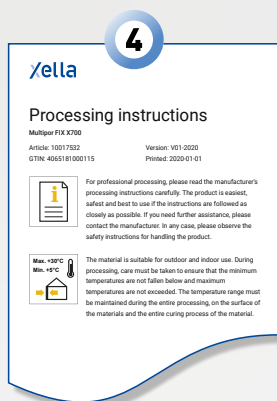 4
xella
Processing instructions
Multipor FIX X700
Article: 10017532 Version: V01-2020
GTIN: 4065181000115 Printed: 2020-01-01
i
For professional processing, please read the manufacturer's
processing instructions carefully. The product is easiest,
safest and best to use if the instructions are followed as
closely as possible. If you need further assistance, please
contact the manufacturer. In any case, please observe the
safety instructions for handling the product.
Max. +30°C
Min. +5°C
The material is suitable for outdoor and indoor use. During
processing, care must be taken to ensure that the minimum
temperatures are not fallen below and maximum
temperatures are not exceeded. The temperature range must
be maintained during the entire processing, on the surface of
the materials and the entire curing process of the material.